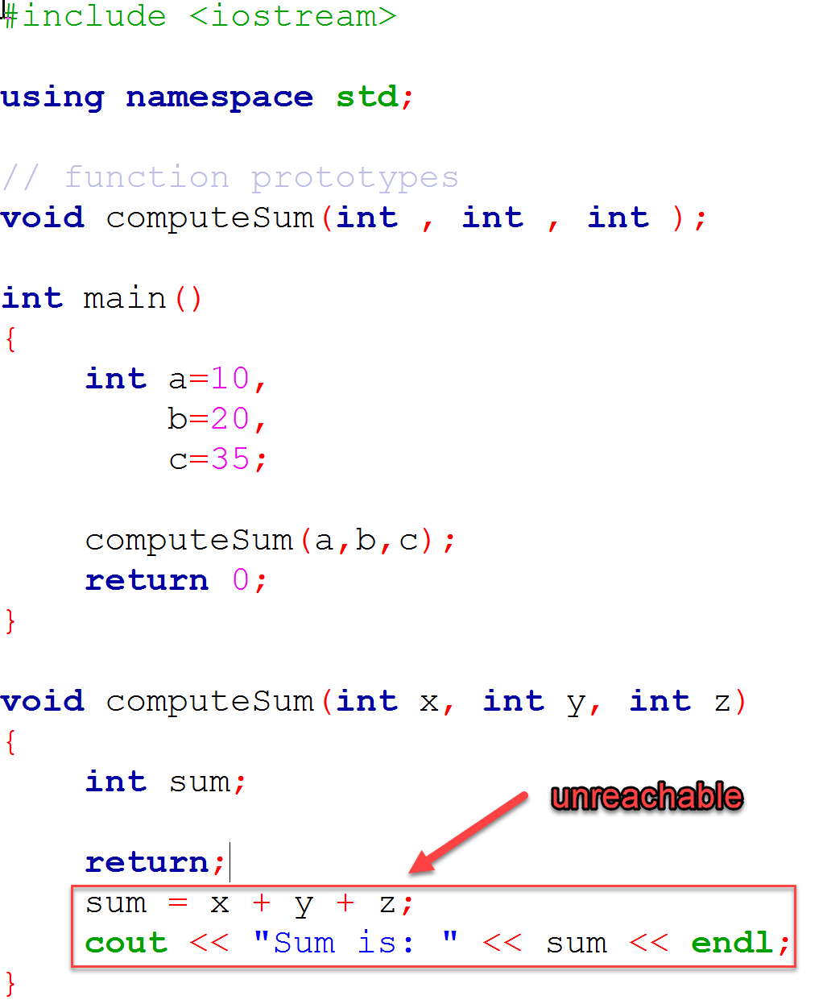 #include <iostream>
using namespace std;
// function prototypes
void computeSum(int , int , int );
int main()
{
    int a=10,
        b=20,
        c=35;
    computeSum(a,b,c);
    return 0;
}
void computeSum(int x, int y, int z)
{
    int sum;
unreachable
    return;
    sum = x + y + z;
    cout << "Sum is: " << sum << endl;
}